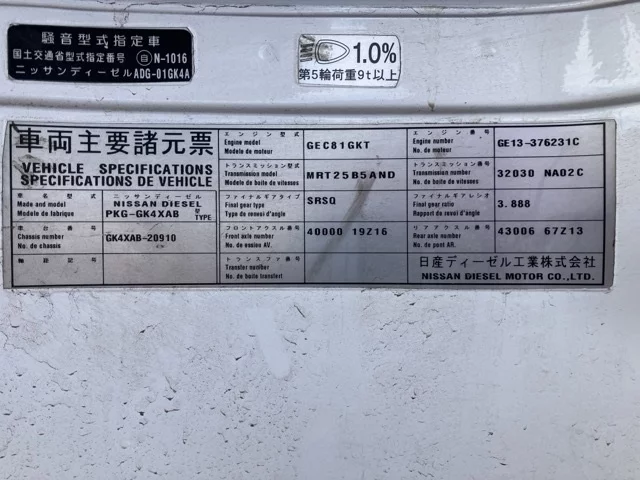 騒音型式指定車
国土交通省型式指定番号 自 N-1016
ニッサンディーゼル ADG-01GK4A
1.0%
第5輪荷重9t以上
車両主要諸元票
VEHICLE SPECIFICATIONS
SPECIFICATIONS DE VEHICLE
車名型式 ニッサンディーゼル
Made and model NISSAN DIESEL
Modele de fabrique PKG-GK4XAB 型 TYPE
車台番号
Chassis number GK4XAB-20910
No. de chassis
エンジン型式
Engine model GEC81GKT
Modele de moteur
トランスミッション型式
Transmission model MRT25B5AND
Modele de boite de vitesses
ファイナルギアタイプ
Final gear type SRSQ
Type de renvoi d'angle
フロントアクスル番号
Front axle number 40000 19Z16
No. de essieu AV.
トランスファ番号
Transfer number
No. de boite transfert
エンジン番号
Engine number GE13-376231C
No. de moteur
トランスミッション番号
Transmission number 32030 NA02C
No. de boite de vitesses
ファイナルギアレシオ
Final gear ratio 3.888
Rapport de renvoi d'angle
リアアクスル番号
Rear axle number 43006 67Z13
No. de pont AR.
日産ディーゼル工業株式会社
NISSAN DIESEL MOTOR CO.,LTD.